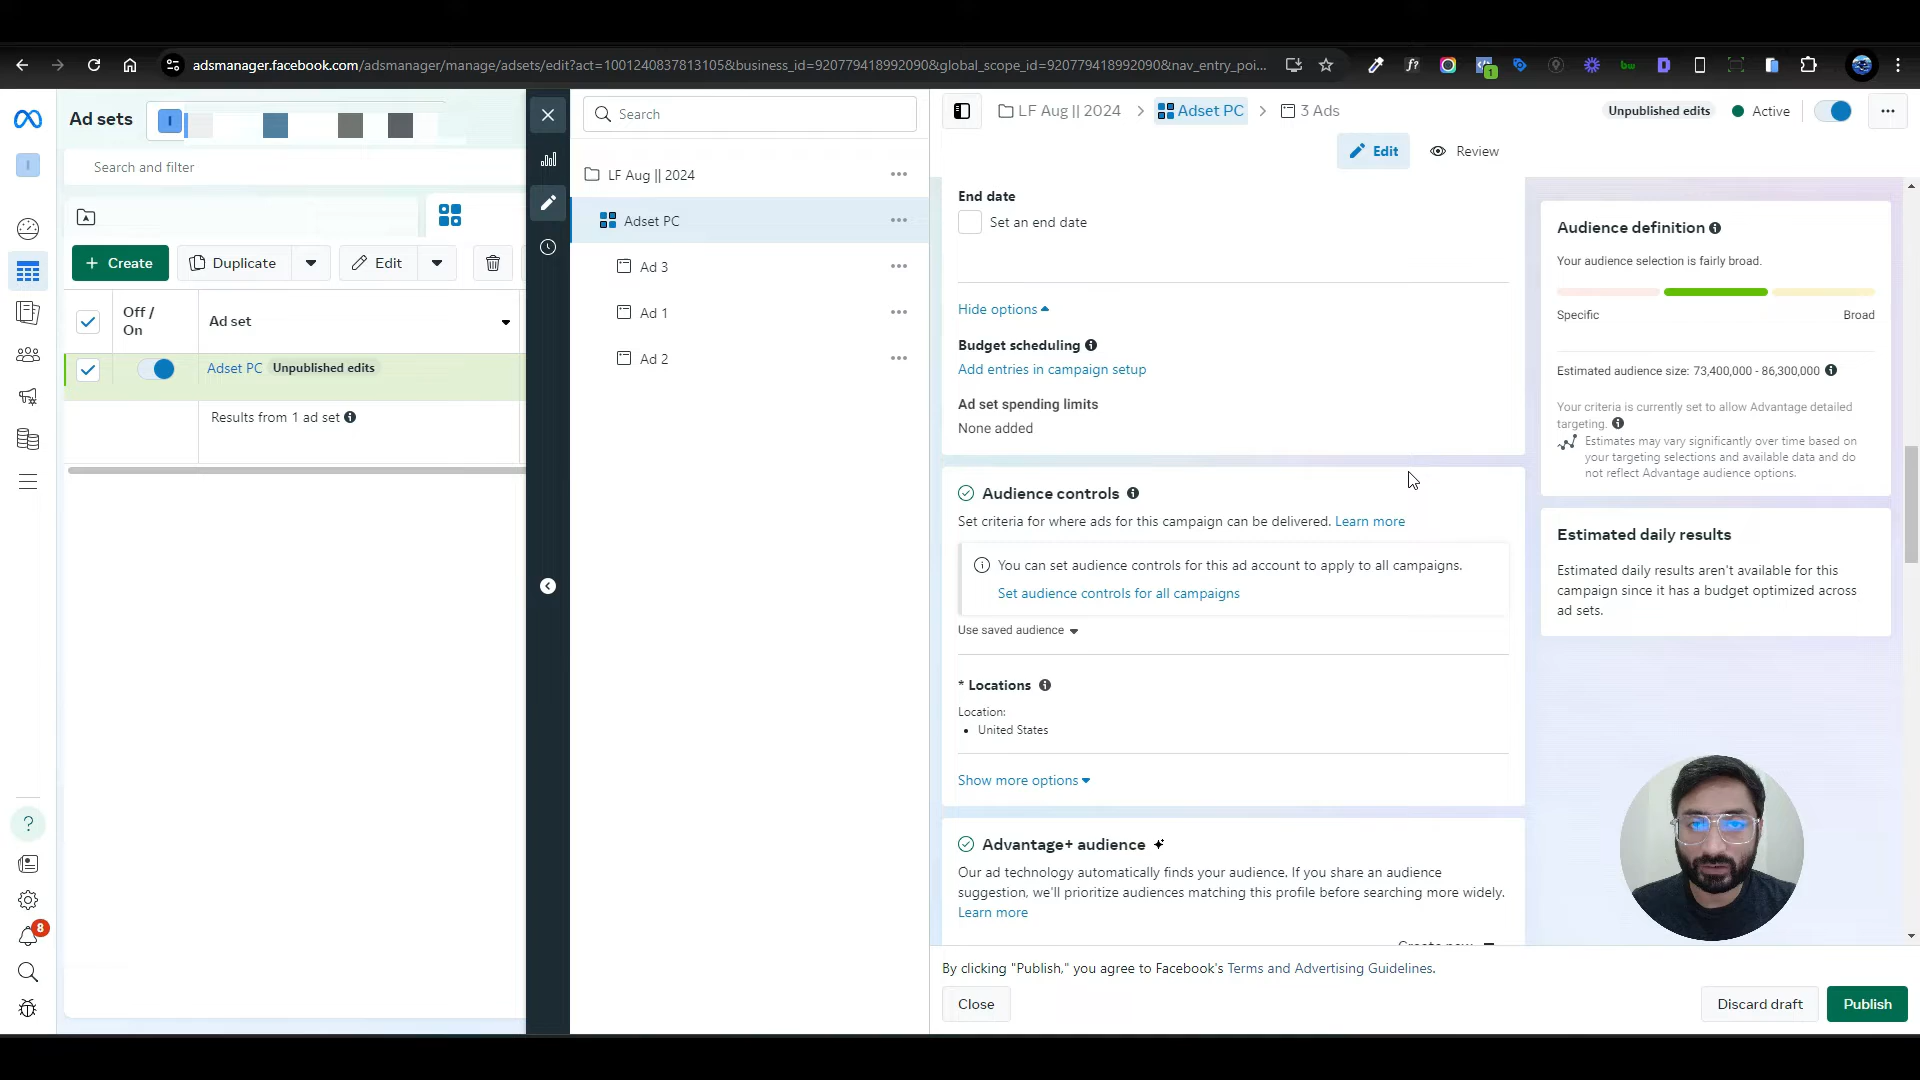 adsmanager.facebook.com/adsmanager/manage/adsets/edit?act=1001240837813105&business_id=920779418992090&global_scope_id=920779418992090&nav_entry_poi...
1
Ad sets
I
Search and filter
Create
Duplicate
Edit
Off /
On
Ad set
Adset PC
Unpublished edits
Results from 1 ad set
I
?
8
Search
LF Aug || 2024
Adset PC
Ad 3
Ad 1
Ad 2
LF Aug || 2024
Adset PC
3 Ads
Unpublished edits
Active
Edit
Review
End date
Set an end date
Hide options
Budget scheduling
Add entries in campaign setup
Ad set spending limits
None added
Audience controls
Set criteria for where ads for this campaign can be delivered. Learn more
You can set audience controls for this ad account to apply to all campaigns.
Set audience controls for all campaigns
Use saved audience
* Locations
Location:
• United States
Show more options
Advantage+ audience
Our ad technology automatically finds your audience. If you share an audience
suggestion, we'll prioritize audiences matching this profile before searching more widely.
Learn more
By clicking "Publish," you agree to Facebook's Terms and Advertising Guidelines.
Close
Discard draft
Publish
Audience definition
Your audience selection is fairly broad.
Specific
Broad
Estimated audience size: 73,400,000 - 86,300,000
Your criteria is currently set to allow Advantage detailed
targeting.
Estimates may vary significantly over time based on
your targeting selections and available data and do
not reflect Advantage audience options.
Estimated daily results
Estimated daily results aren't available for this
campaign since it has a budget optimized across
ad sets.